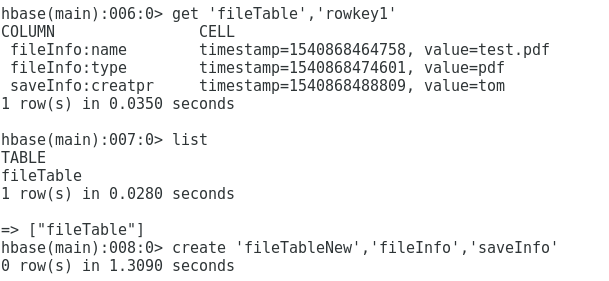 hbase(main):006:0> get 'fileTable','rowkey1'
COLUMN                CELL
 fileInfo:name        timestamp=1540868464758, value=test.pdf
 fileInfo:type        timestamp=1540868474601, value=pdf
 saveInfo:creatpr     timestamp=1540868488809, value=tom
1 row(s) in 0.0350 seconds
hbase(main):007:0> list
TABLE
fileTable
1 row(s) in 0.0280 seconds
=> ["fileTable"]
hbase(main):008:0> create 'fileTableNew','fileInfo','saveInfo'
0 row(s) in 1.3090 seconds